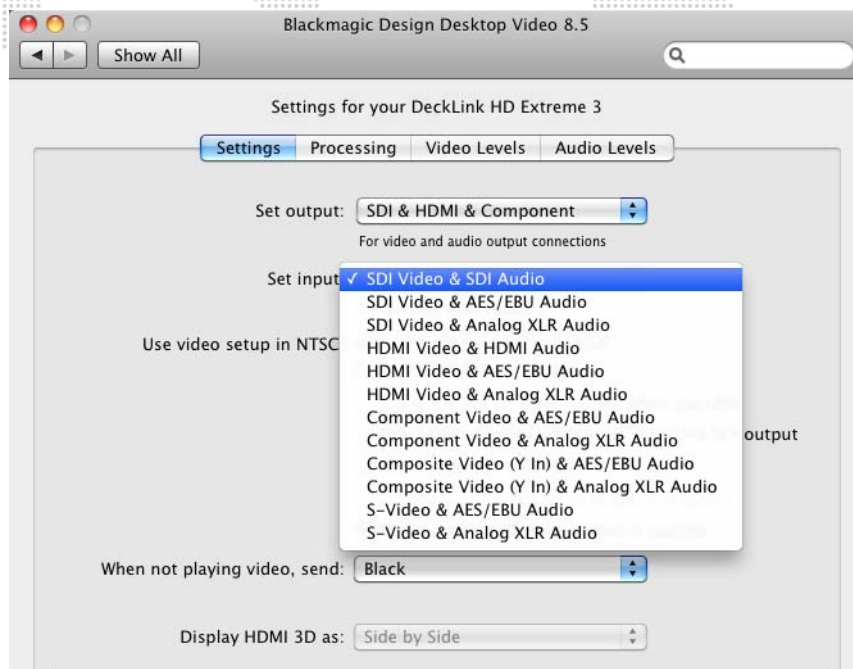 Blackmagic Design Desktop Video 8.5
Show All
Settings for your DeckLink HD Extreme 3
Settings Processing Video Levels Audio Levels
Set output: SDI & HDMI & Component
For video and audio output connections
Set input ✓ SDI Video & SDI Audio
SDI Video & AES/EBU Audio
SDI Video & Analog XLR Audio
Use video setup in NTSC
HDMI Video & HDMI Audio
HDMI Video & AES/EBU Audio
HDMI Video & Analog XLR Audio
Component Video & AES/EBU Audio
Component Video & Analog XLR Audio
output
Composite Video (Y In) & AES/EBU Audio
Composite Video (Y In) & Analog XLR Audio
S-Video & AES/EBU Audio
S-Video & Analog XLR Audio
When not playing video, send: Black
Display HDMI 3D as: Side by Side